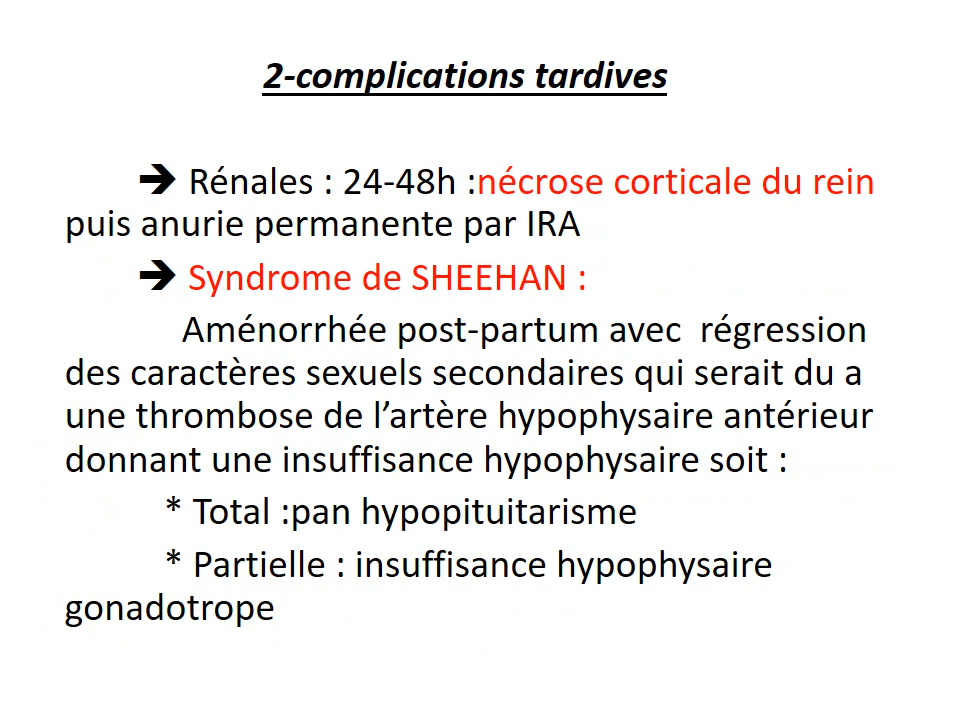 2-complications tardives
➔ Rénales : 24-48h :nécrose corticale du rein
puis anurie permanente par IRA
➔ Syndrome de SHEEHAN :
Aménorrhée post-partum avec  régression
des caractères sexuels secondaires qui serait du a
une thrombose de l’artère hypophysaire antérieur
donnant une insuffisance hypophysaire soit :
* Total :pan hypopituitarisme
* Partielle : insuffisance hypophysaire
gonadotrope